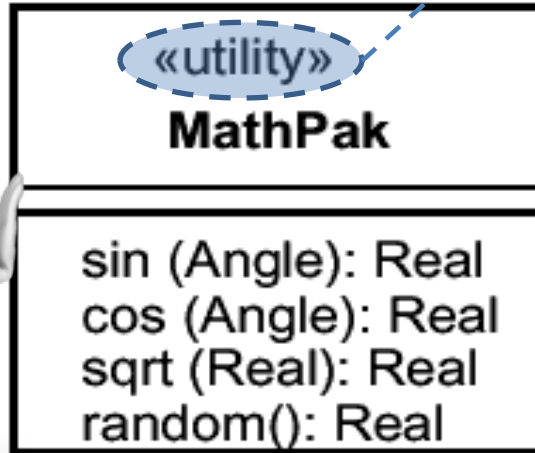 «utility»
MathPak
sin (Angle): Real
cos (Angle): Real
sqrt (Real): Real
random(): Real